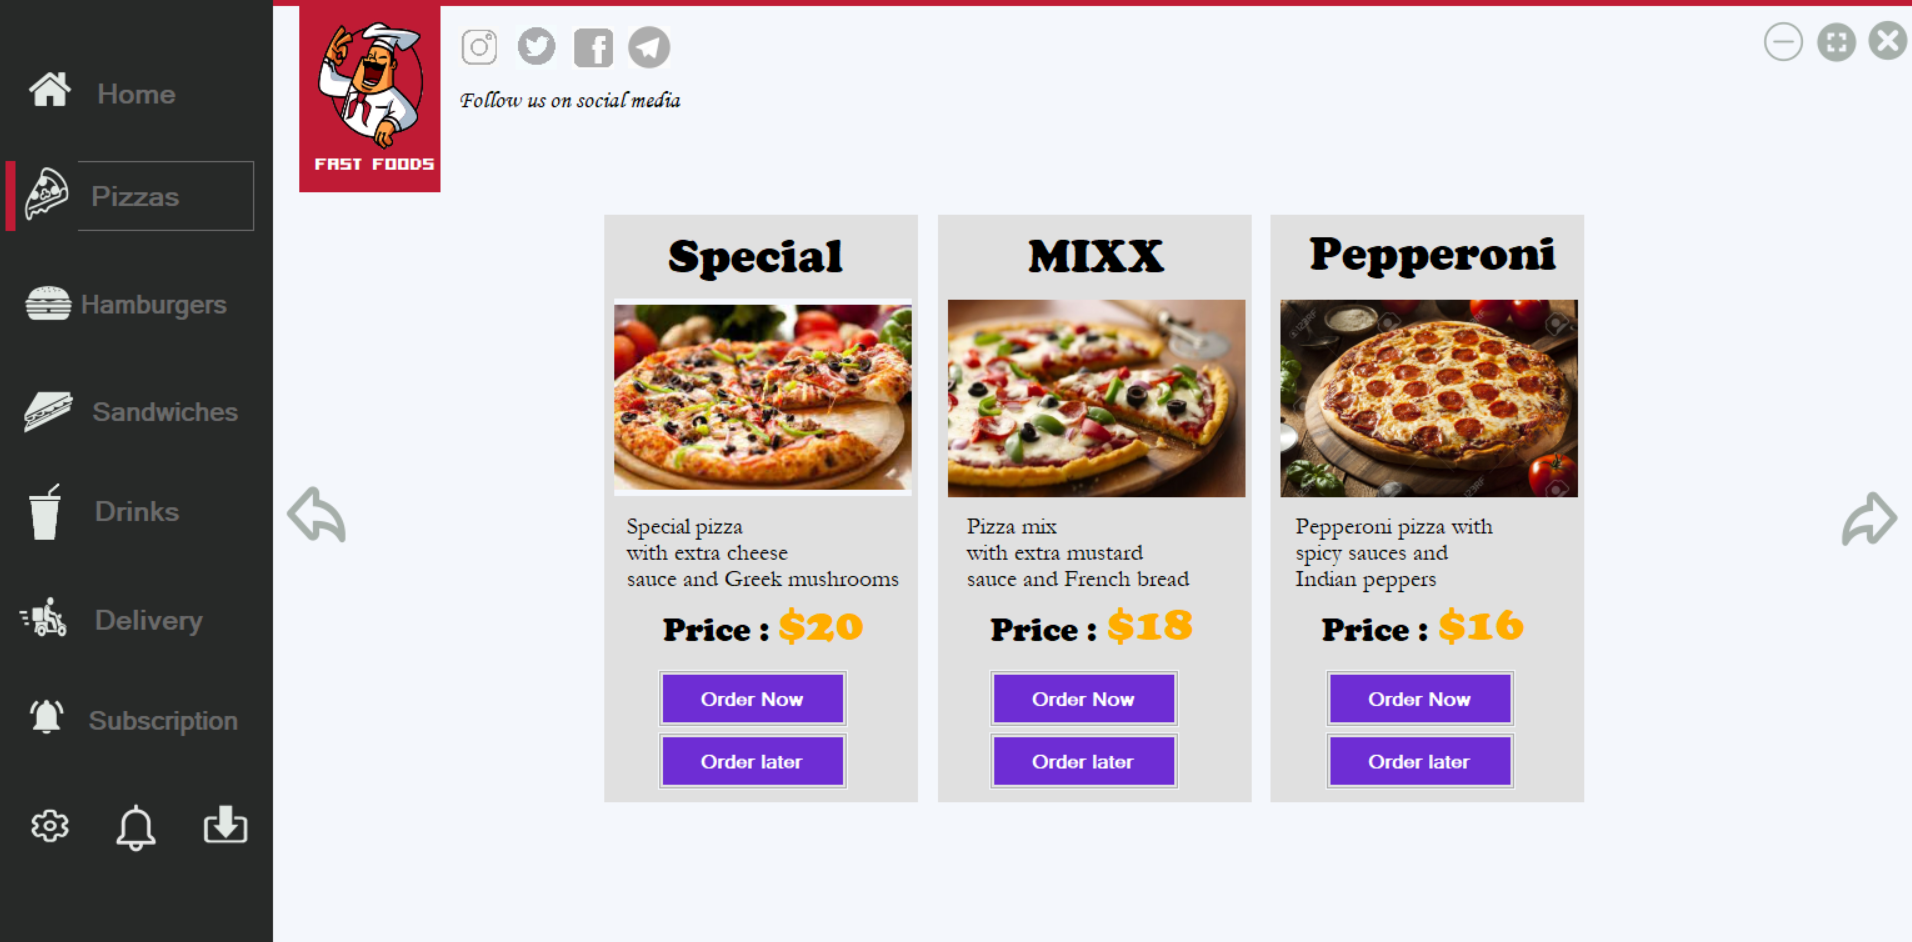 Home
Pizzas
Hamburgers
Sandwiches
Drinks
Delivery
Subscription
FAST FOODS
Follow us on social media
Special
Special pizza
with extra cheese
sauce and Greek mushrooms
Price : $20
Order Now
Order later
MIXX
Pizza mix
with extra mustard
sauce and French bread
Price : $18
Order Now
Order later
Pepperoni
123RF
123RF
Pepperoni pizza with
spicy sauces and
Indian peppers
Price : $16
Order Now
Order later